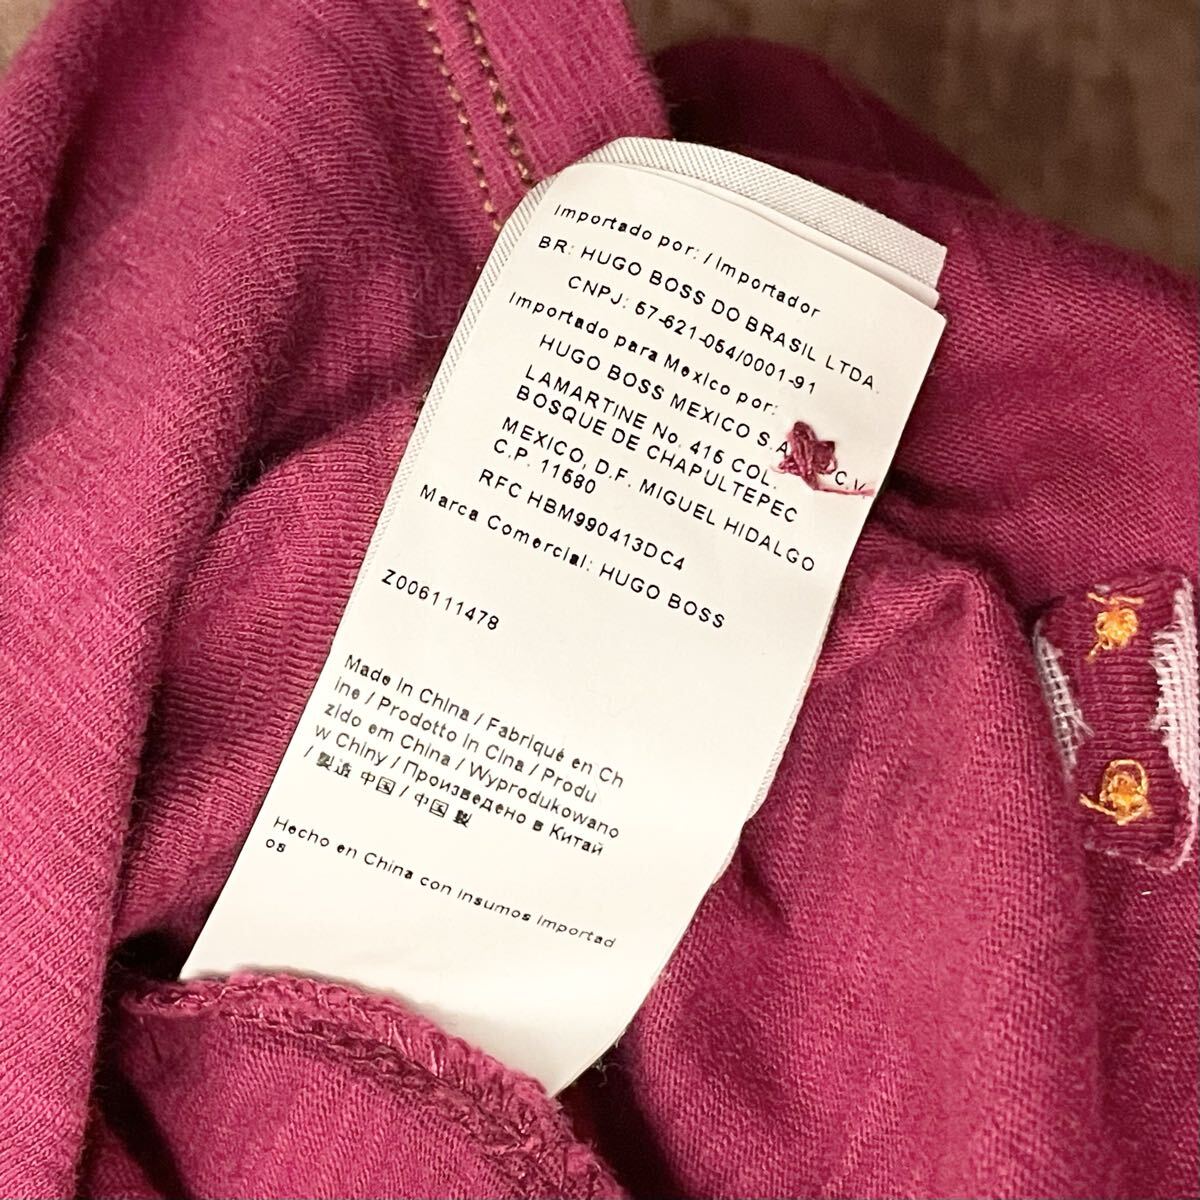 Importado por: / Importador
BR: HUGO BOSS DO BRASIL LTDA.
CNPJ: 67-621-054/0001-91
Importado para Mexico por:
HUGO BOSS MEXICO S.A C.V.
LAMARTINE No. 415 COL.
BOSQUE DE CHAPULTEPEC
MEXICO, D.F. MIGUEL HIDALGO
C.P. 11580
RFC HBM990413DC4
Marca Comercial: HUGO BOSS
Z006111478
Made in China / Fabriqué en Ch
ine / Prodotto in Cina / Produ
zido em China / Wyprodukowano
w Chiny / Произведено в Китай
/ 製造 中国 / 中国 製
Hecho en China con insumos importad
os